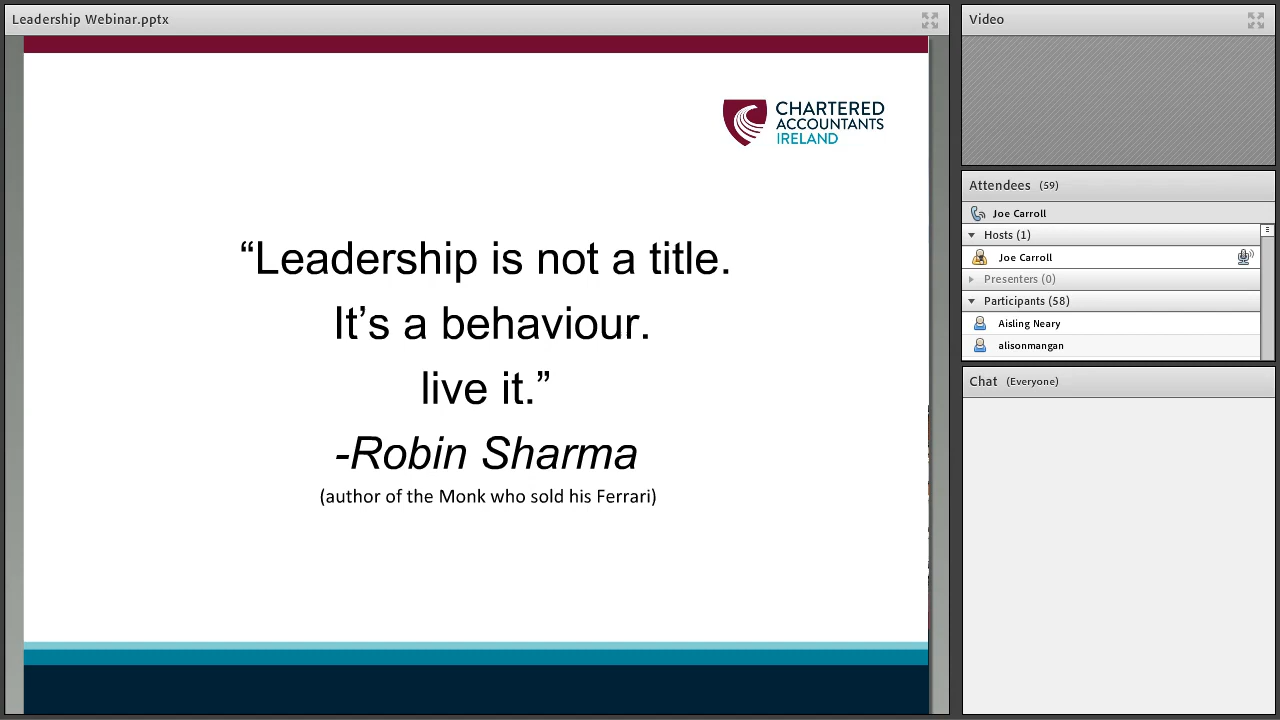 Leadership Webinar.pptx
CHARTERED
ACCOUNTANTS
IRELAND
“Leadership is not a title.
It’s a behaviour.
live it.”
-Robin Sharma
(author of the Monk who sold his Ferrari)
Video
Attendees (59)
Joe Carroll
Hosts (1)
Joe Carroll
Presenters (0)
Participants (58)
Aisling Neary
alisonmangan
Chat (Everyone)